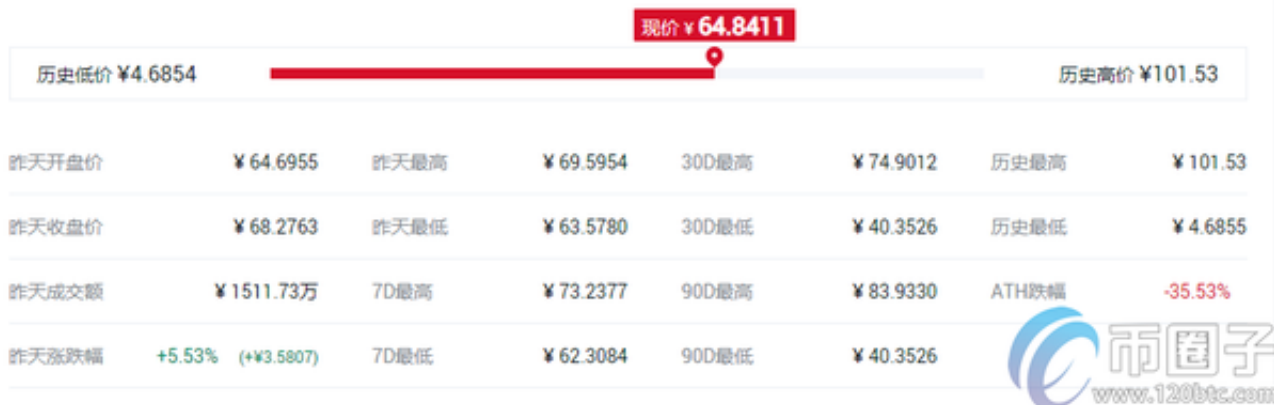 现价 ¥ 64.8411
历史低价 ¥4.6854 历史高价 ¥101.53
昨天开盘价 ¥ 64.6955 昨天最高 ¥ 69.5954 30D最高 ¥ 74.9012 历史最高 ¥ 101.53
昨天收盘价 ¥ 68.2763 昨天最低 ¥ 63.5780 30D最低 ¥ 40.3526 历史最低 ¥ 4.6855
昨天成交额 ¥ 1511.73万 7D最高 ¥ 73.2377 90D最高 ¥ 83.9330 ATH跌幅 -35.53%
昨天涨跌幅 +5.53% (+¥3.5807) 7D最低 ¥ 62.3084 90D最低 ¥ 40.3526
币圈子
www.120btc.com